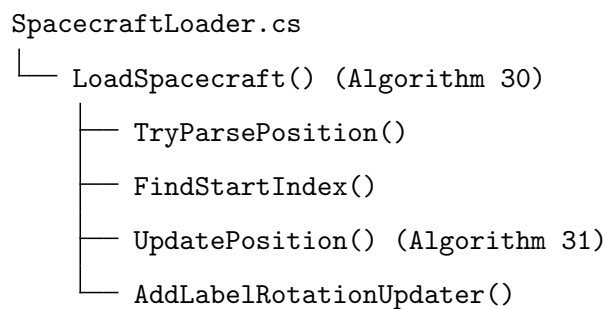 SpacecraftLoader.cs
LoadSpacecraft() (Algorithm 30)
TryParsePosition()
FindStartIndex()
UpdatePosition() (Algorithm 31)
AddLabelRotationUpdater()